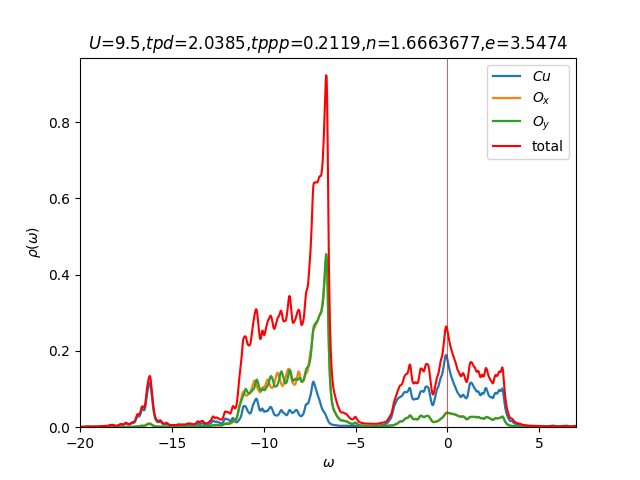 U=9.5,tpd=2.0385,tppp=0.2119,n=1.6663677,e=3.5474
Cu
Oₓ
O_y
total
ρ(ω)
0.8
0.6
0.4
0.2
0.0
−20
−15
−10
−5
0
5
ω